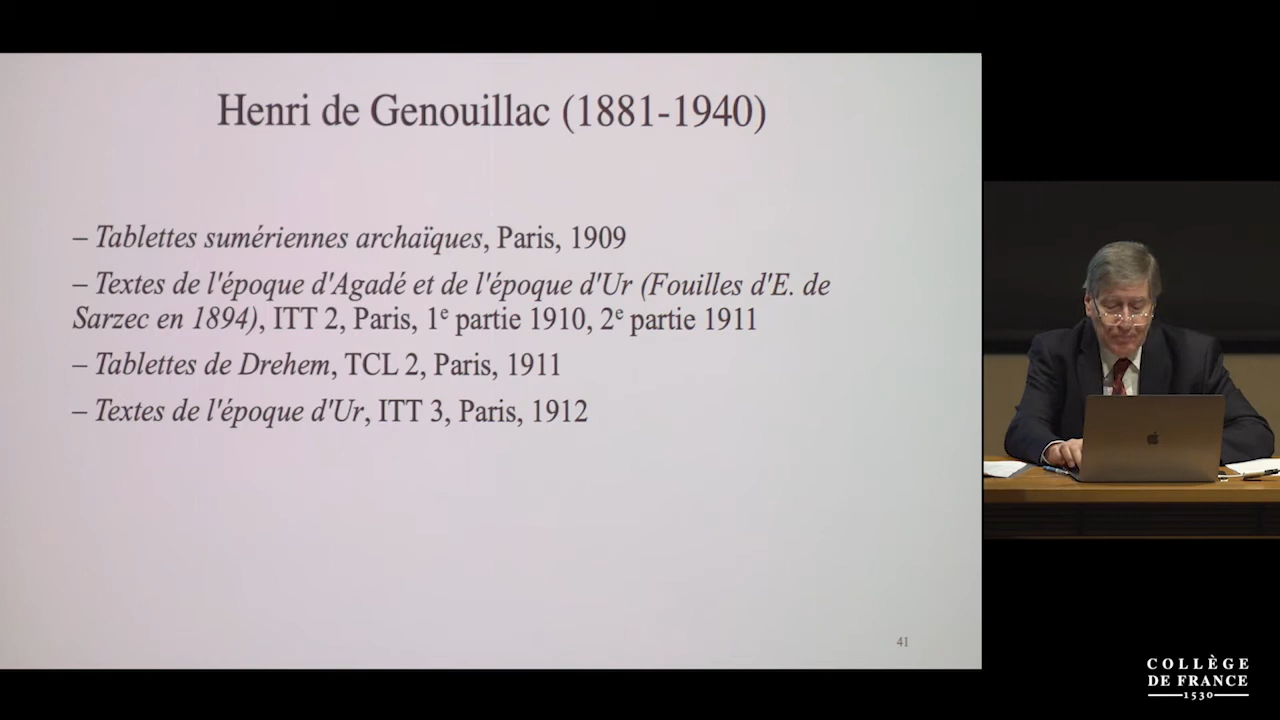 Henri de Genouillac (1881-1940)
– Tablettes sumériennes archaïques, Paris, 1909
– Textes de l'époque d'Agadé et de l'époque d'Ur (Fouilles d'E. de
Sarzec en 1894), ITT 2, Paris, 1e partie 1910, 2e partie 1911
– Tablettes de Drehem, TCL 2, Paris, 1911
– Textes de l'époque d'Ur, ITT 3, Paris, 1912
41
COLLÈGE
DE FRANCE
1530